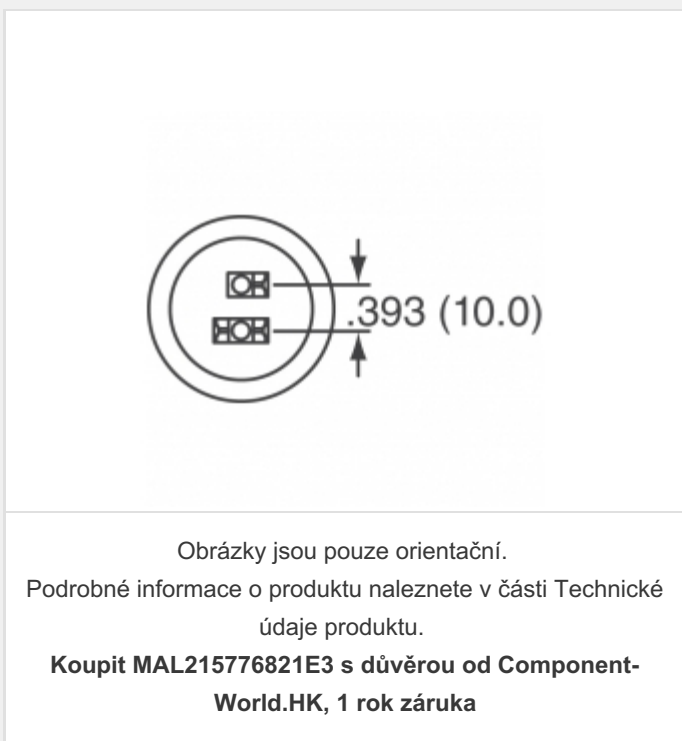 .393 (10.0)
Obrázky jsou pouze orientační.
Podrobné informace o produktu naleznete v části Technické
údaje produktu.
Koupit MAL215776821E3 s důvěrou od Component-
World.HK, 1 rok záruka